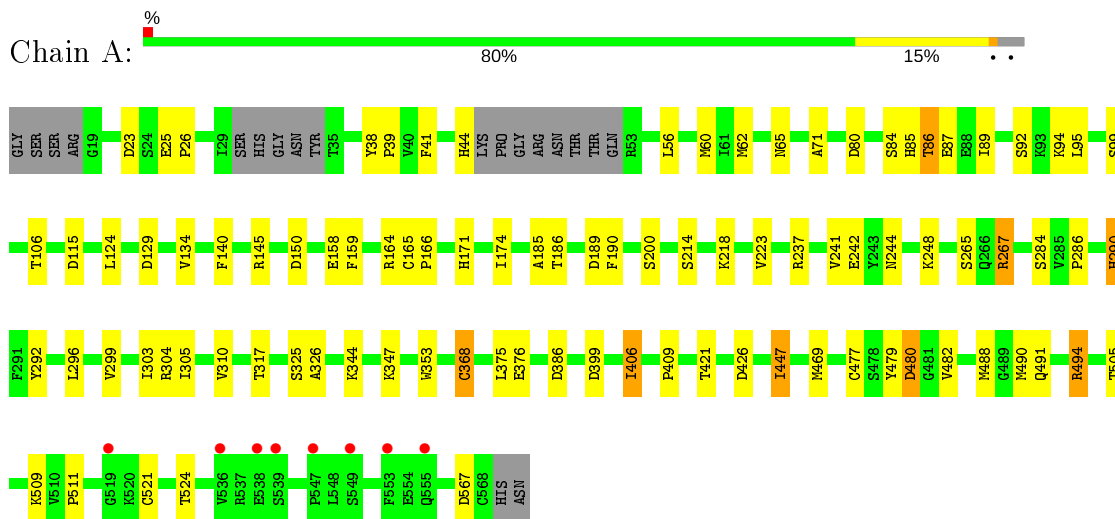 %
Chain A:
80% 15% • •
GLY SER SER ARG G19 D23 S24 E25 P26 I29 SER HIS GLY ASN TYR T35 Y38 P39 V40 F41 H44 LYS PRO GLY ARG ASN THR THR GLN R53 L56 M60 I61 M62 N65 A71 D80 S84 H85 T86 E87 E88 I89 S92 K93 K94 L95
T106 D115 L124 D129 V134 F140 R145 D150 E158 F159 R164 C165 P166 H171 I174 A185 T186 D189 F190 S200 S214 K218 V223 R237 V241 E242 Y243 N244 K248 S265 Q266 R267 S284 V285 P286
F291 Y292 L296 V299 I303 R304 I305 V310 T317 S325 A326 K344 K347 W353 C368 L375 E376 D386 D399 I406 P409 T421 D426 I447 M469 C477 S478 Y479 D480 G481 V482 M488 G489 M490 Q491 R494 T505
K509 V510 P511 G519 K520 C521 T524 V536 R537 E538 S539 P547 L548 S549 F553 E554 Q555 D567 C568 HIS ASN